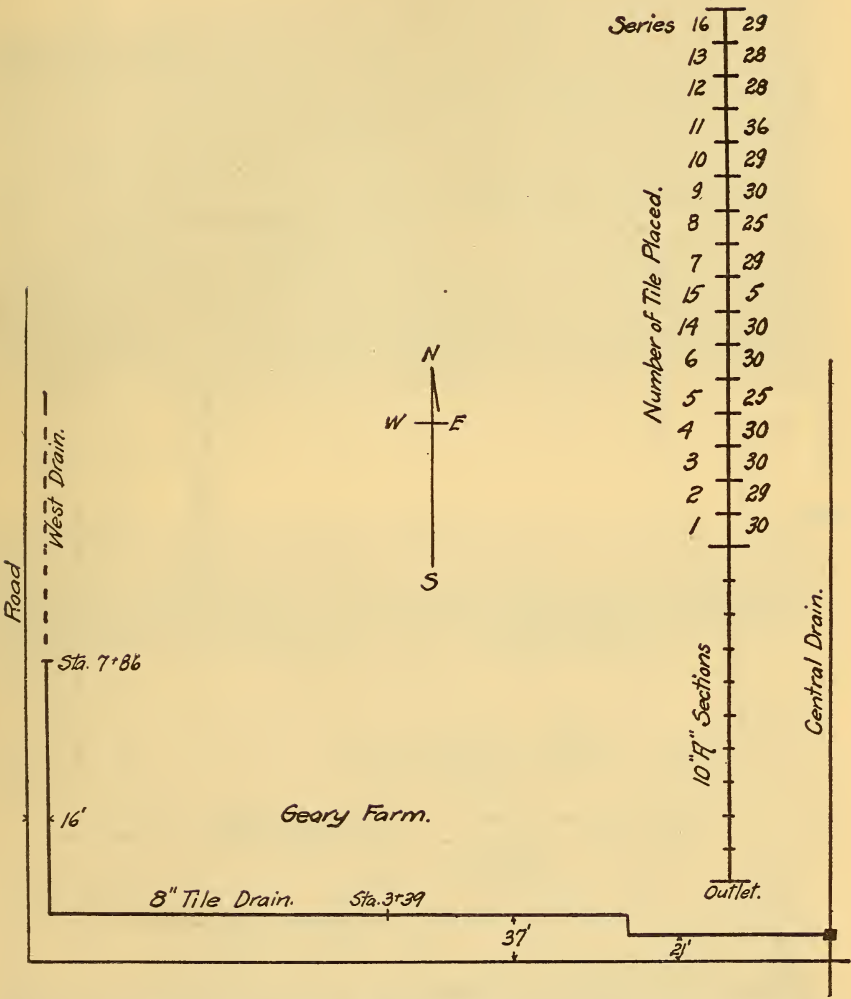 Series 16 29
13 28
12 28
11 36
10 29
9 30
8 25
7 29
15 5
14 30
6 30
5 25
4 30
3 30
2 29
1 30
Number of Tile Placed.
N
W E
S
West Drain.
Road
Sta. 7+86
10 "A" Sections
Central Drain.
16'
Geary Farm.
Outlet.
8" Tile Drain.
Sta. 3+39
37'
21'